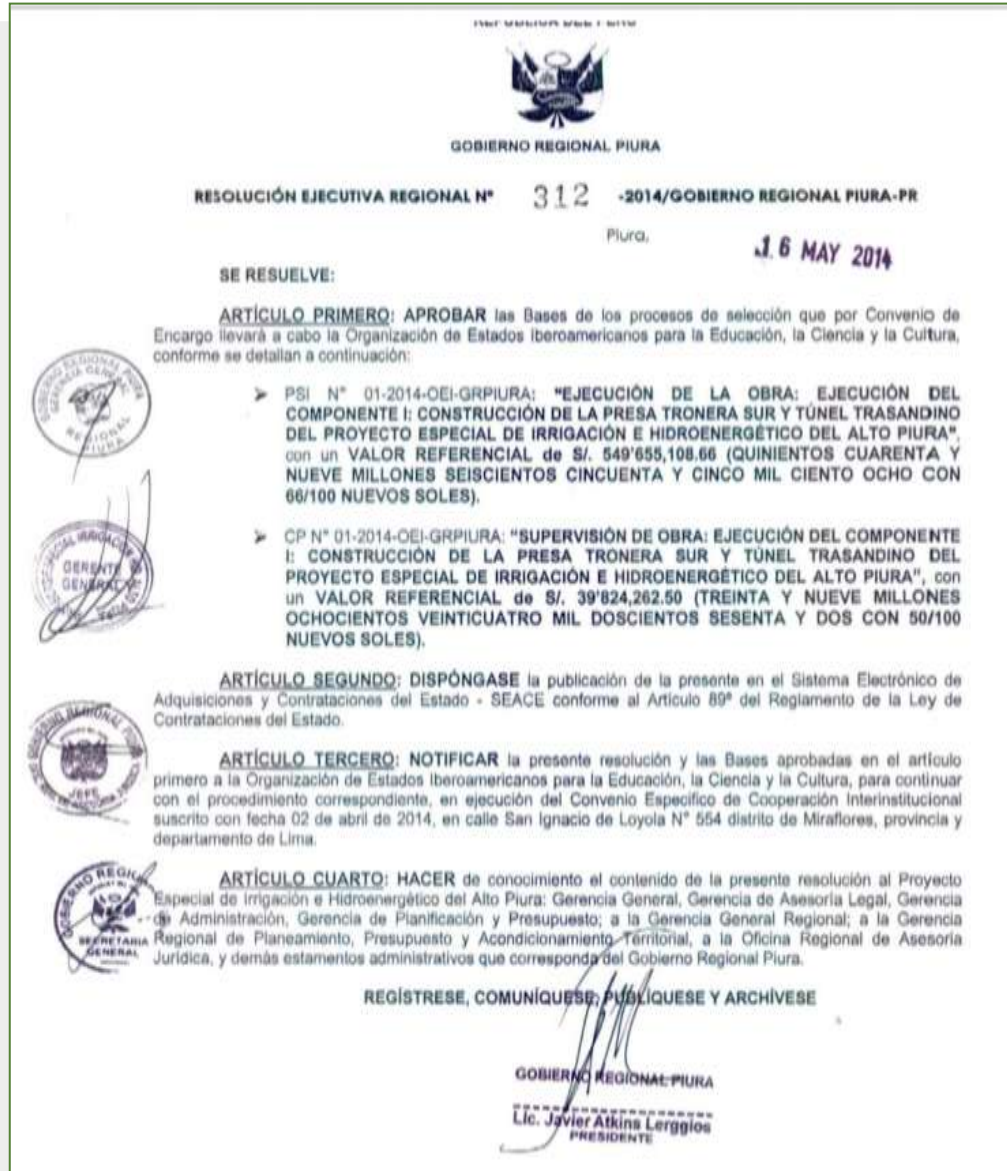 REPÚBLICA DEL PERÚ
GOBIERNO REGIONAL PIURA
RESOLUCIÓN EJECUTIVA REGIONAL N° 312 -2014/GOBIERNO REGIONAL PIURA-PR
Piura, 16 MAY 2014
SE RESUELVE:
ARTÍCULO PRIMERO: APROBAR las Bases de los procesos de selección que por Convenio de
Encargo llevará a cabo la Organización de Estados Iberoamericanos para la Educación, la Ciencia y la Cultura,
conforme se detallan a continuación:
➢ PSI N° 01-2014-OEI-GRPIURA: "EJECUCIÓN DE LA OBRA: EJECUCIÓN DEL
COMPONENTE I: CONSTRUCCIÓN DE LA PRESA TRONERA SUR Y TÚNEL TRASANDINO
DEL PROYECTO ESPECIAL DE IRRIGACIÓN E HIDROENERGÉTICO DEL ALTO PIURA",
con un VALOR REFERENCIAL de S/. 549'655,108.66 (QUINIENTOS CUARENTA Y
NUEVE MILLONES SEISCIENTOS CINCUENTA Y CINCO MIL CIENTO OCHO CON
66/100 NUEVOS SOLES).
➢ CP N° 01-2014-OEI-GRPIURA: "SUPERVISIÓN DE OBRA: EJECUCIÓN DEL COMPONENTE
I: CONSTRUCCIÓN DE LA PRESA TRONERA SUR Y TÚNEL TRASANDINO DEL
PROYECTO ESPECIAL DE IRRIGACIÓN E HIDROENERGÉTICO DEL ALTO PIURA", con
un VALOR REFERENCIAL de S/. 39'824,262.50 (TREINTA Y NUEVE MILLONES
OCHOCIENTOS VEINTICUATRO MIL DOSCIENTOS SESENTA Y DOS CON 50/100
NUEVOS SOLES).
ARTÍCULO SEGUNDO: DISPÓNGASE la publicación de la presente en el Sistema Electrónico de
Adquisiciones y Contrataciones del Estado - SEACE conforme al Artículo 89° del Reglamento de la Ley de
Contrataciones del Estado.
ARTÍCULO TERCERO: NOTIFICAR la presente resolución y las Bases aprobadas en el artículo
primero a la Organización de Estados Iberoamericanos para la Educación, la Ciencia y la Cultura, para continuar
con el procedimiento correspondiente, en ejecución del Convenio Específico de Cooperación Interinstitucional
suscrito con fecha 02 de abril de 2014, en calle San Ignacio de Loyola N° 554 distrito de Miraflores, provincia y
departamento de Lima.
ARTÍCULO CUARTO: HACER de conocimiento el contenido de la presente resolución al Proyecto
Especial de Irrigación e Hidroenergético del Alto Piura: Gerencia General, Gerencia de Asesoría Legal, Gerencia
de Administración, Gerencia de Planificación y Presupuesto; a la Gerencia General Regional; a la Gerencia
Regional de Planeamiento, Presupuesto y Acondicionamiento Territorial, a la Oficina Regional de Asesoría
Jurídica, y demás estamentos administrativos que corresponda del Gobierno Regional Piura.
REGÍSTRESE, COMUNÍQUESE, PUBLÍQUESE Y ARCHÍVESE
GOBIERNO REGIONAL PIURA
Lic. Javier Atkins Lerggios
PRESIDENTE
GOBIERNO REGIONAL
GERENCIA GENERAL
REGIONAL
PIURA
GERENTE
GENERAL
JEFE
SECRETARIA
GENERAL